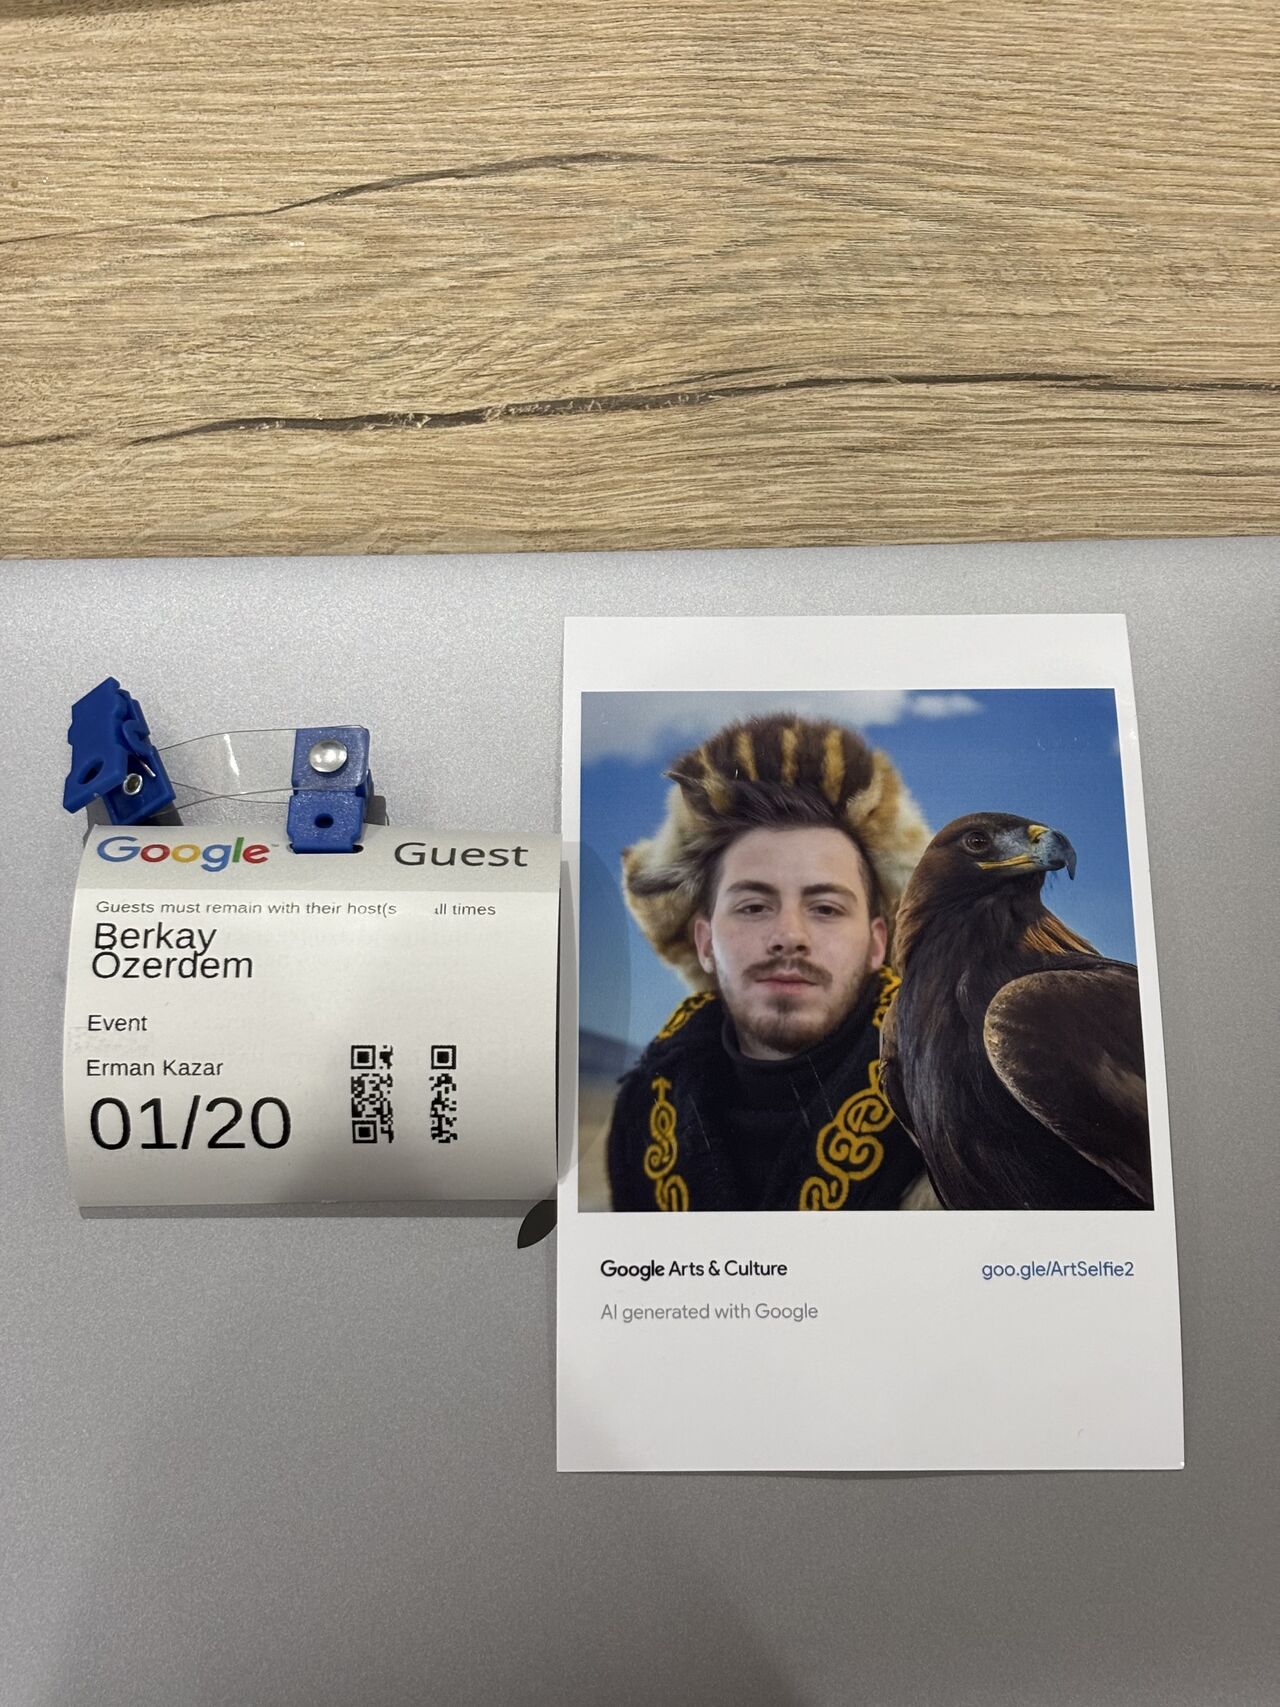 Google Guest
Guests must remain with their host(s ll times
Berkay
Özerdem
Event
Erman Kazar
01/20
Google Arts & Culture
goo.gle/ArtSelfie2
AI generated with Google